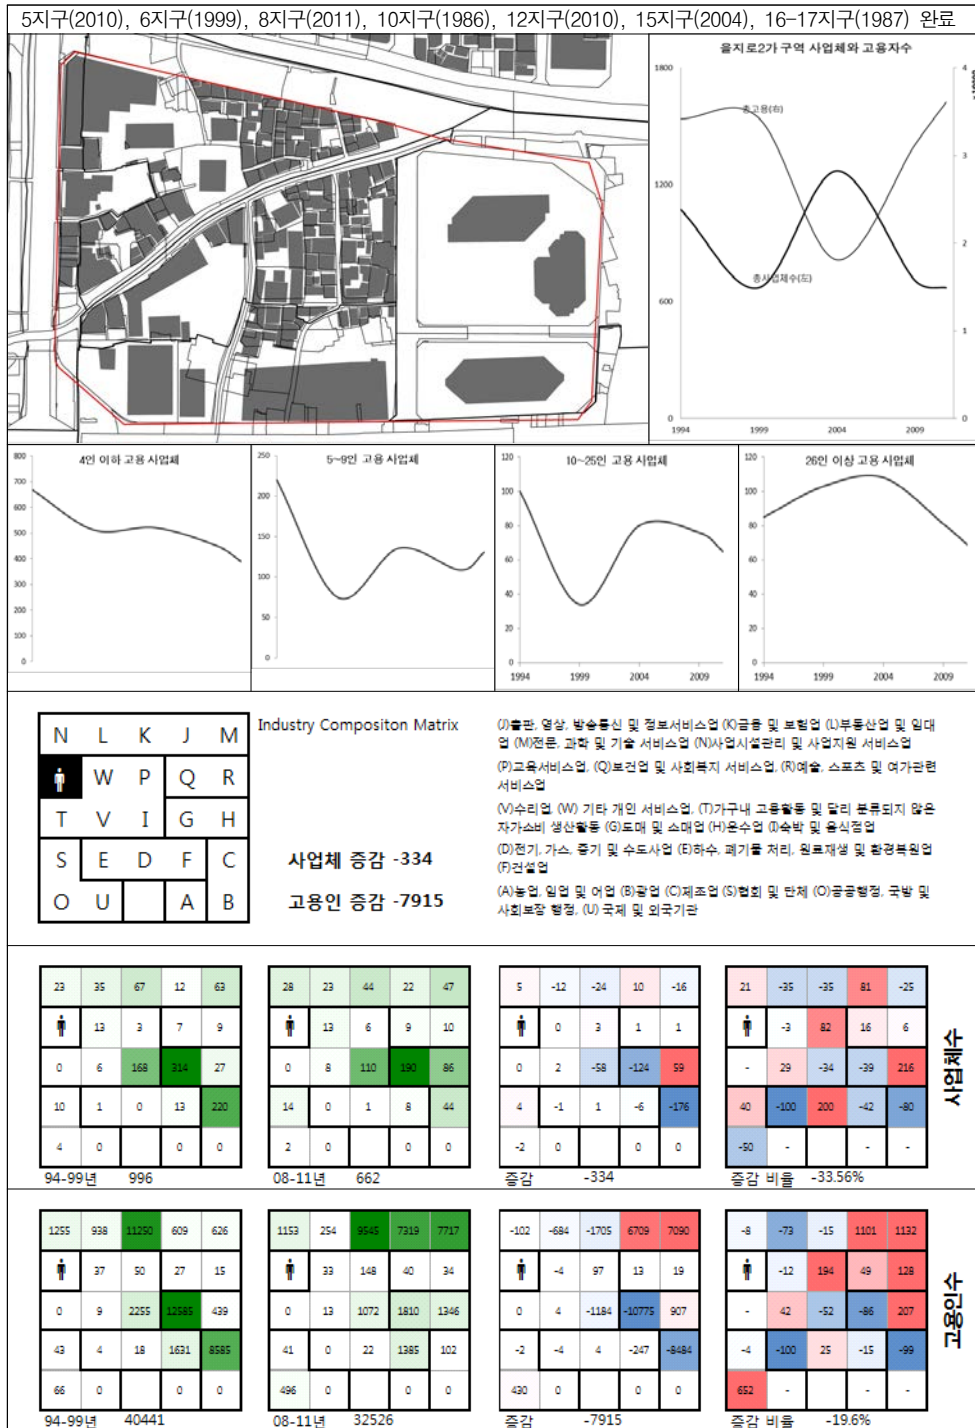 5지구(2010), 6지구(1999), 8지구(2011), 10지구(1986), 12지구(2010), 15지구(2004), 16-17지구(1987) 완료
을지로2가 구역 사업체와 고용자수
1800
1200
600
0
4
3
2
1
0
총고용(右)
총사업체수(左)
1994 1999 2004 2009
4인 이하 고용 사업체
800
700
600
500
400
300
200
100
0
5~9인 고용 사업체
250
200
150
100
50
0
10~25인 고용 사업체
120
100
80
60
40
20
0
1994 1999 2004 2009
26인 이상 고용 사업체
120
100
80
60
40
20
0
1994 1999 2004 2009
N L K J M
W P Q R
T V I G H
S E D F C
O U A B
Industry Compositon Matrix
사업체 증감 -334
고용인 증감 -7915
(J)출판, 영상, 방송통신 및 정보서비스업 (K)금융 및 보험업 (L)부동산업 및 임대
업 (M)전문, 과학 및 기술 서비스업 (N)사업시설관리 및 사업지원 서비스업
(P)교육서비스업, (Q)보건업 및 사회복지 서비스업, (R)예술, 스포츠 및 여가관련
서비스업
(V)수리업, (W) 기타 개인 서비스업, (T)가구내 고용활동 및 달리 분류되지 않은
자가소비 생산활동 (G)도매 및 소매업 (H)운수업 (I)숙박 및 음식점업
(D)전기, 가스, 증기 및 수도사업 (E)하수, 폐기물 처리, 원료재생 및 환경복원업
(F)건설업
(A)농업, 임업 및 어업 (B)광업 (C)제조업 (S)협회 및 단체 (O)공공행정, 국방 및
사회보장 행정, (U) 국제 및 외국기관
23 35 67 12 63
13 3 7 9
0 6 168 314 27
10 1 0 13 220
4 0 0 0
94-99년 996
28 23 44 22 47
13 6 9 10
0 8 110 190 86
14 0 1 8 44
2 0 0 0
08-11년 662
5 -12 -24 10 -16
0 3 1 1
0 2 -58 -124 59
4 -1 1 -6 -176
-2 0 0 0
증감 -334
21 -35 -35 81 -25
-3 82 16 6
- 29 -34 -39 216
40 -100 200 -42 -80
-50 - - -
증감 비율 -33.56%
사업체수
1255 938 11250 609 626
37 50 27 15
0 9 2255 12585 439
43 4 18 1631 8585
66 0 0 0
94-99년 40441
1153 254 9545 7319 7717
33 148 40 34
0 13 1072 1810 1346
41 0 22 1385 102
496 0 0 0
08-11년 32526
-102 -684 -1705 6709 7090
-4 97 13 19
0 4 -1184 -10775 907
-2 -4 4 -247 -8484
430 0 0 0
증감 -7915
-8 -73 -15 1101 1132
-12 194 49 128
- 42 -52 -86 207
-4 -100 25 -15 -99
652 - - -
증감 비율 -19.6%
고용인수